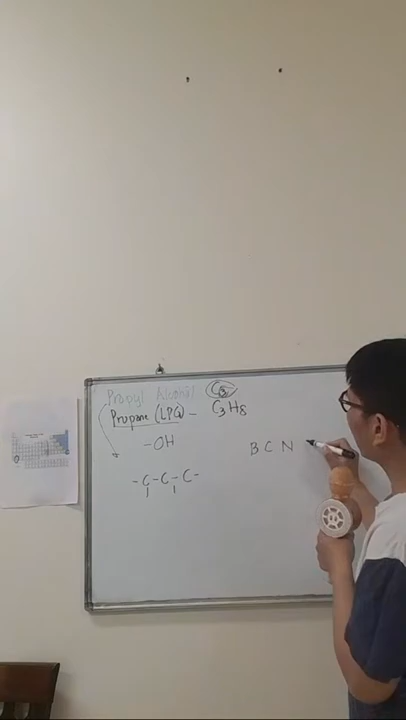 Propyl Alcohol C3
Propane (LPG) - C3H8
-OH
B C N
-C-C-C-